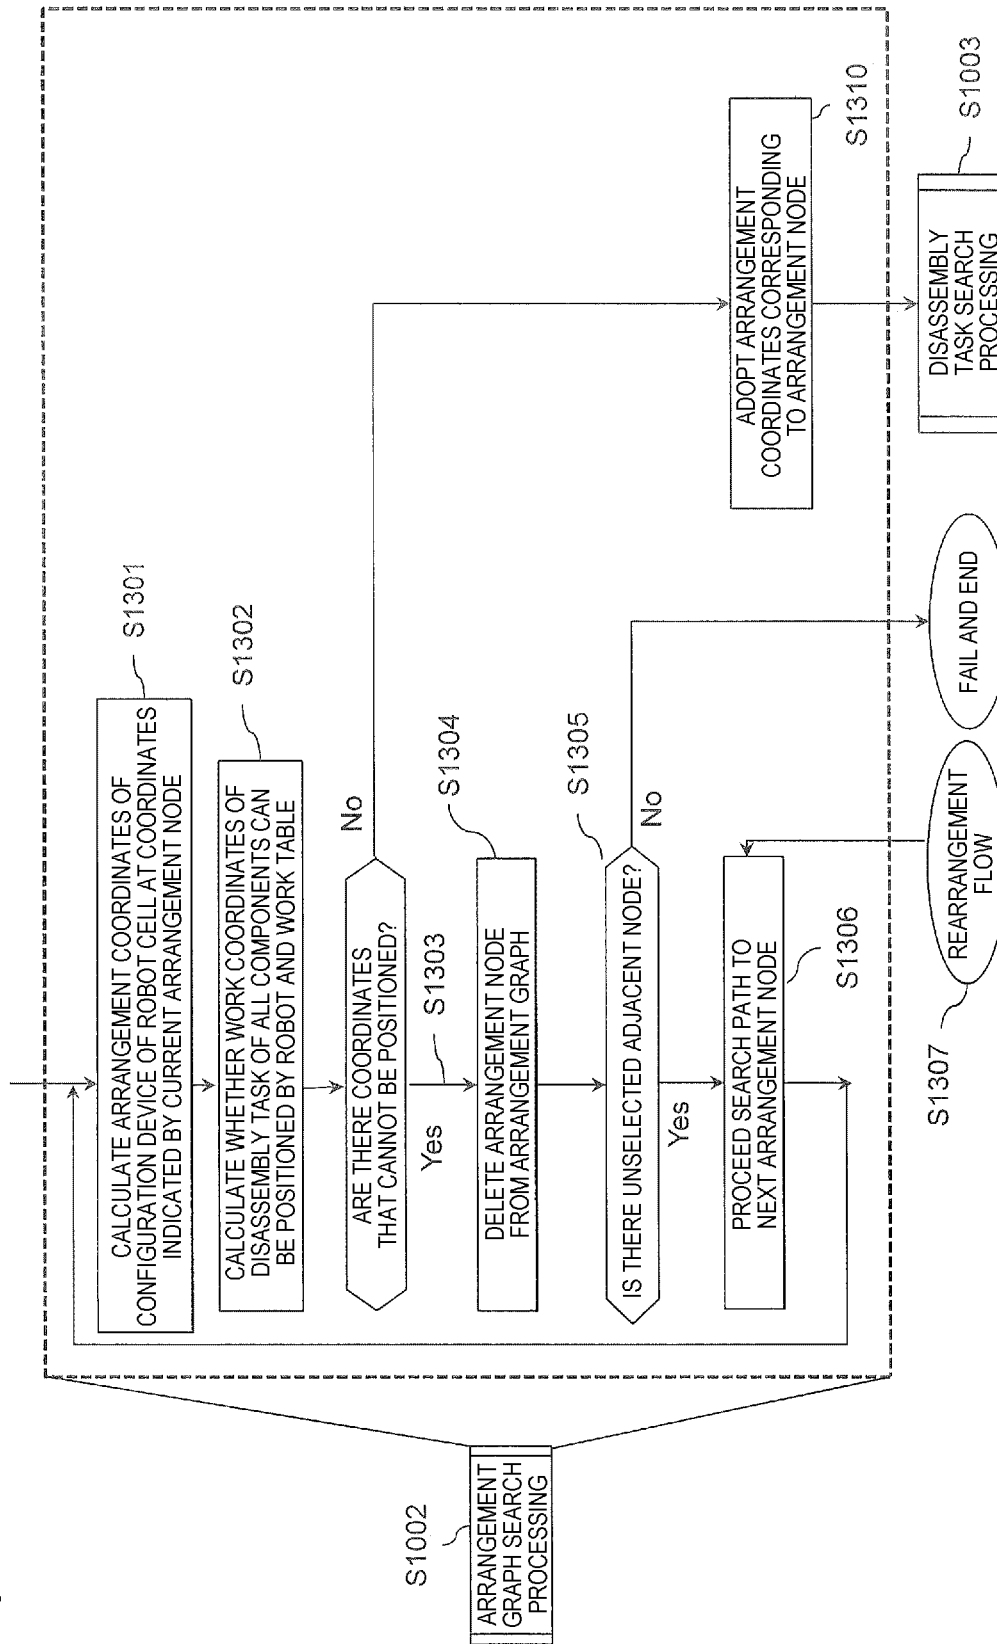 S1002
ARRANGEMENT
GRAPH SEARCH
PROCESSING
CALCULATE ARRANGEMENT COORDINATES OF
CONFIGURATION DEVICE OF ROBOT CELL AT COORDINATES
INDICATED BY CURRENT ARRANGEMENT NODE
S1301
CALCULATE WHETHER WORK COORDINATES OF
DISASSEMBLY TASK OF ALL COMPONENTS CAN
BE POSITIONED BY ROBOT AND WORK TABLE
S1302
ARE THERE COORDINATES
THAT CANNOT BE POSITIONED?
No
Yes
S1303
DELETE ARRANGEMENT NODE
FROM ARRANGEMENT GRAPH
S1304
IS THERE UNSELECTED ADJACENT NODE?
S1305
No
Yes
PROCEED SEARCH PATH TO
NEXT ARRANGEMENT NODE
S1306
S1307
REARRANGEMENT
FLOW
FAIL AND END
ADOPT ARRANGEMENT
COORDINATES CORRESPONDING
TO ARRANGEMENT NODE
S1310
DISASSEMBLY
TASK SEARCH
PROCESSING
S1003